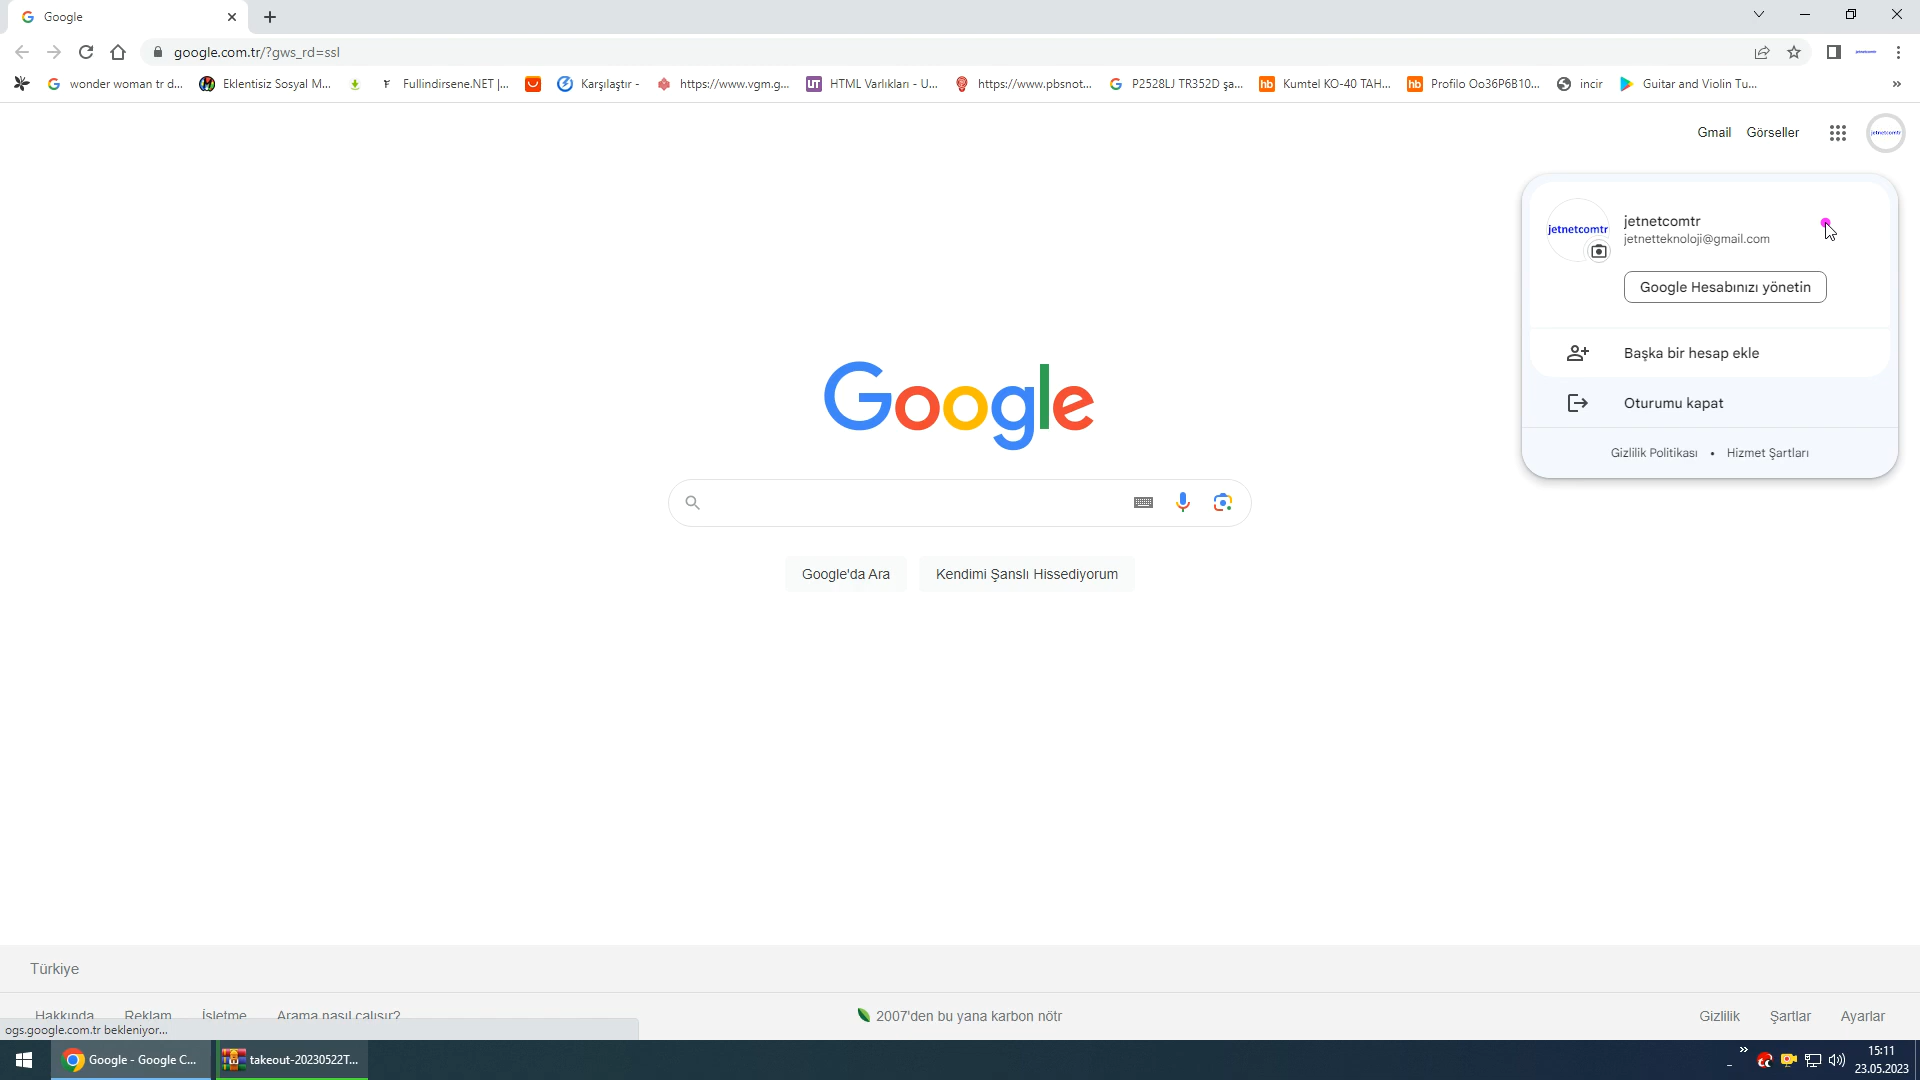 Google
google.com.tr/?gws_rd=ssl
wonder woman tr d...
Eklentisiz Sosyal M...
Fullindirsene.NET |...
Karşılaştır -
https://www.vgm.g...
HTML Varlıkları - U...
https://www.pbsnot...
P2528LJ TR352D şa...
Kumtel KO-40 TAH...
Profilo Oo36P6B10...
incir
Guitar and Violin Tu...
Gmail
Görseller
jetnetcomtr
jetnetcomtr
jetnetcomtr
jetnetteknoloji@gmail.com
Google Hesabınızı yönetin
Başka bir hesap ekle
Oturumu kapat
Gizlilik Politikası • Hizmet Şartları
Google
Google'da Ara
Kendimi Şanslı Hissediyorum
Türkiye
Hakkında
Reklam
İşletme
Arama nasıl çalışır?
2007'den bu yana karbon nötr
Gizlilik
Şartlar
Ayarlar
ogs.google.com.tr bekleniyor...
Google - Google C...
takeout-20230522T...
15:11
23.05.2023